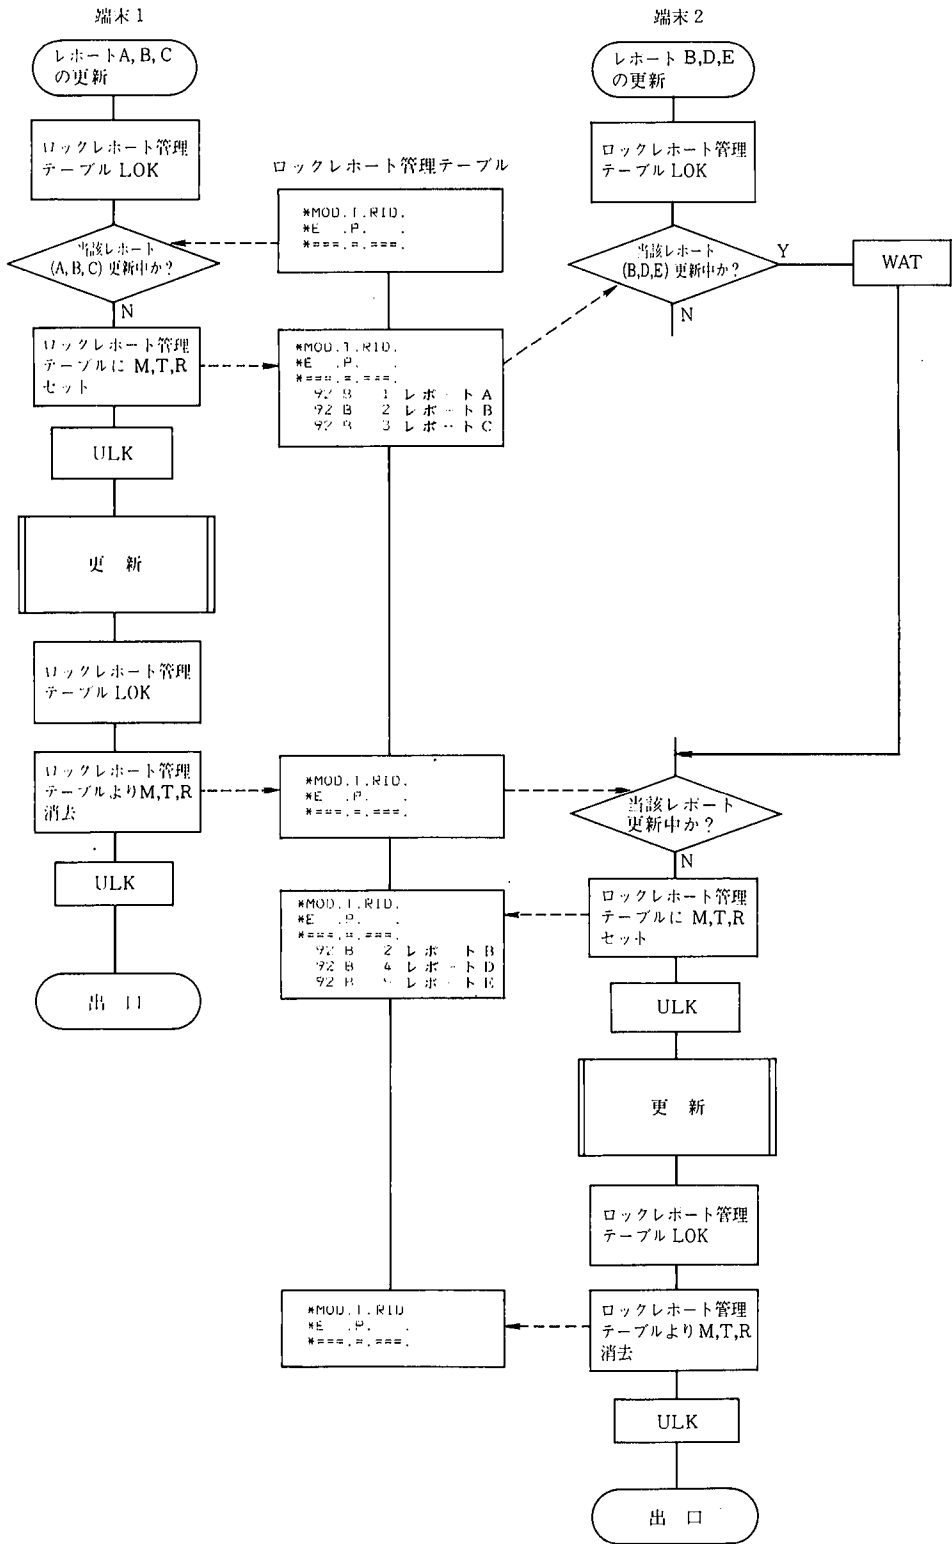 端末1
レポートA, B, C
の更新
ロックレポート管理
テーブル LOK
当該レポート
(A, B, C) 更新中か?
N
ロックレポート管理
テーブルに M,T,R
セット
ULK
更 新
ロックレポート管理
テーブル LOK
ロックレポート管理
テーブルより M,T,R
消去
ULK
出 口
ロックレポート管理テーブル
*MOD.T.RID.
*E .P. .
*===.=.===.
*MOD.T.RID.
*E .P. .
*===.=.===.
92 B 1 レポートA
92 B 2 レポートB
92 B 3 レポートC
*MOD.T.RID.
*E .P. .
*===.=.===.
*MOD.T.RID.
*E .P. .
*===.=.===.
92 B 2 レポートB
92 B 4 レポートD
92 B レポートE
*MOD.T.RID
*E .P. .
*===.=.===.
端末2
レポート B,D,E
の更新
ロックレポート管理
テーブル LOK
当該レポート
(B,D,E) 更新中か?
Y
WAT
N
当該レポート
更新中か?
N
ロックレポート管理
テーブルに M,T,R
セット
ULK
更 新
ロックレポート管理
テーブル LOK
ロックレポート管理
テーブルより M,T,R
消去
ULK
出 口